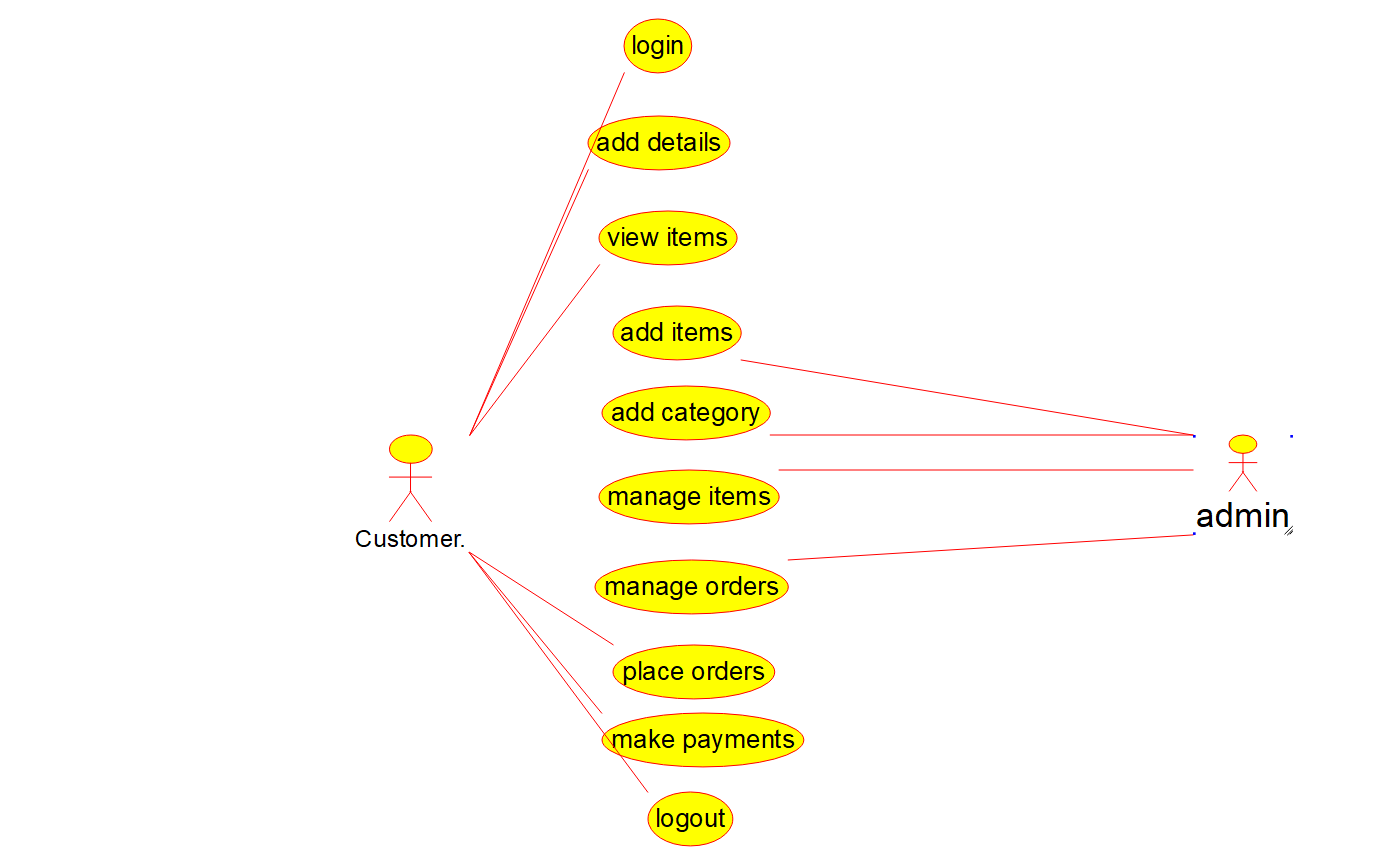 login
add details
view items
add items
add category
manage items
admin
Customer.
manage orders
place orders
make payments
logout